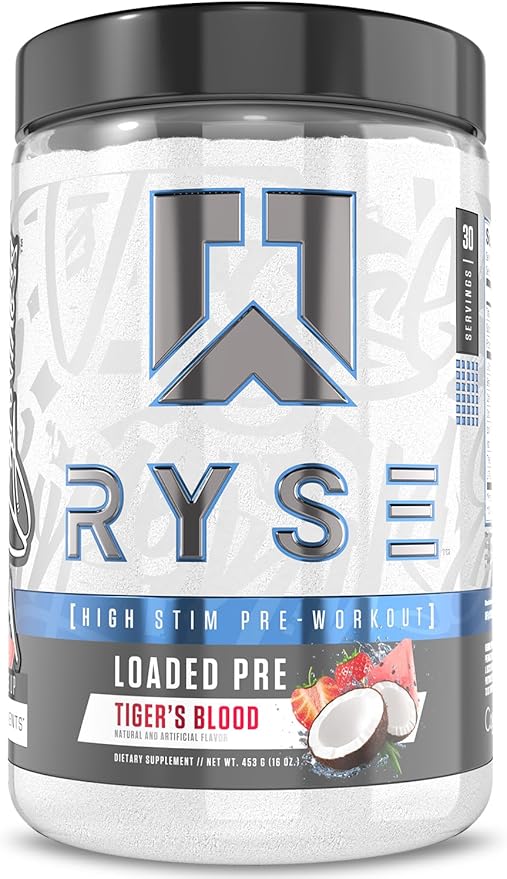 RYSE
[HIGH STIM PRE-WORKOUT]
LOADED PRE
TIGER'S BLOOD
NATURAL AND ARTIFICIAL FLAVOR
DIETARY SUPPLEMENT // NET WT. 453 G (16 OZ.)
30
SERVINGS